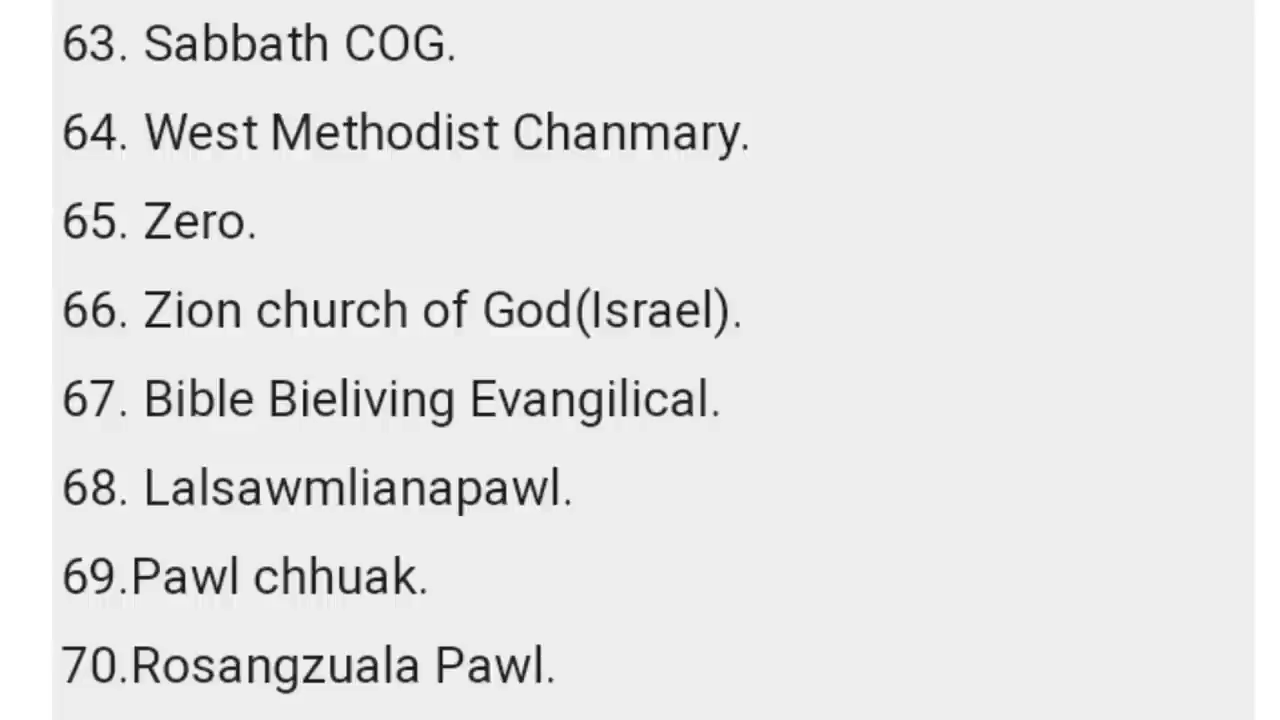 63. Sabbath COG.
64. West Methodist Chanmary.
65. Zero.
66. Zion church of God(Israel).
67. Bible Bieliving Evangilical.
68. Lalsawmlianapawl.
69.Pawl chhuak.
70.Rosangzuala Pawl.